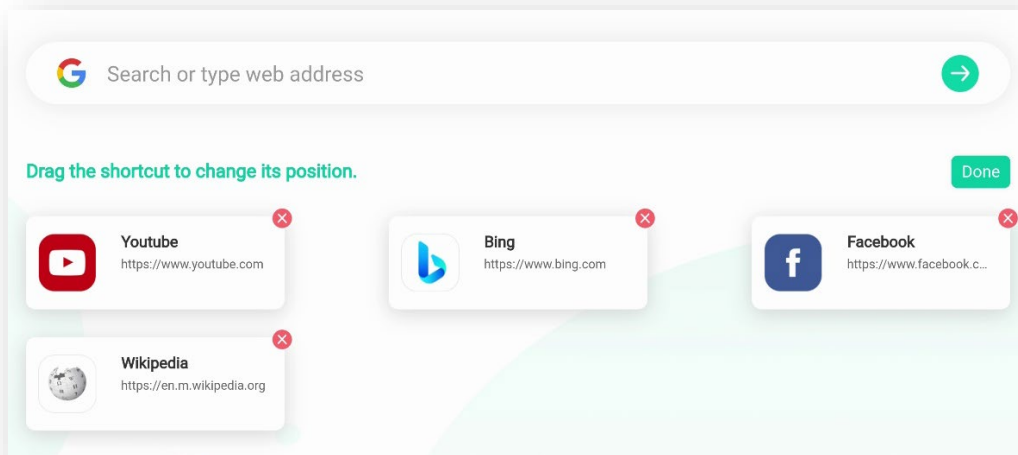 Search or type web address
Drag the shortcut to change its position.
Done
Youtube
https://www.youtube.com
Bing
https://www.bing.com
Facebook
https://www.facebook.c...
Wikipedia
https://en.m.wikipedia.org